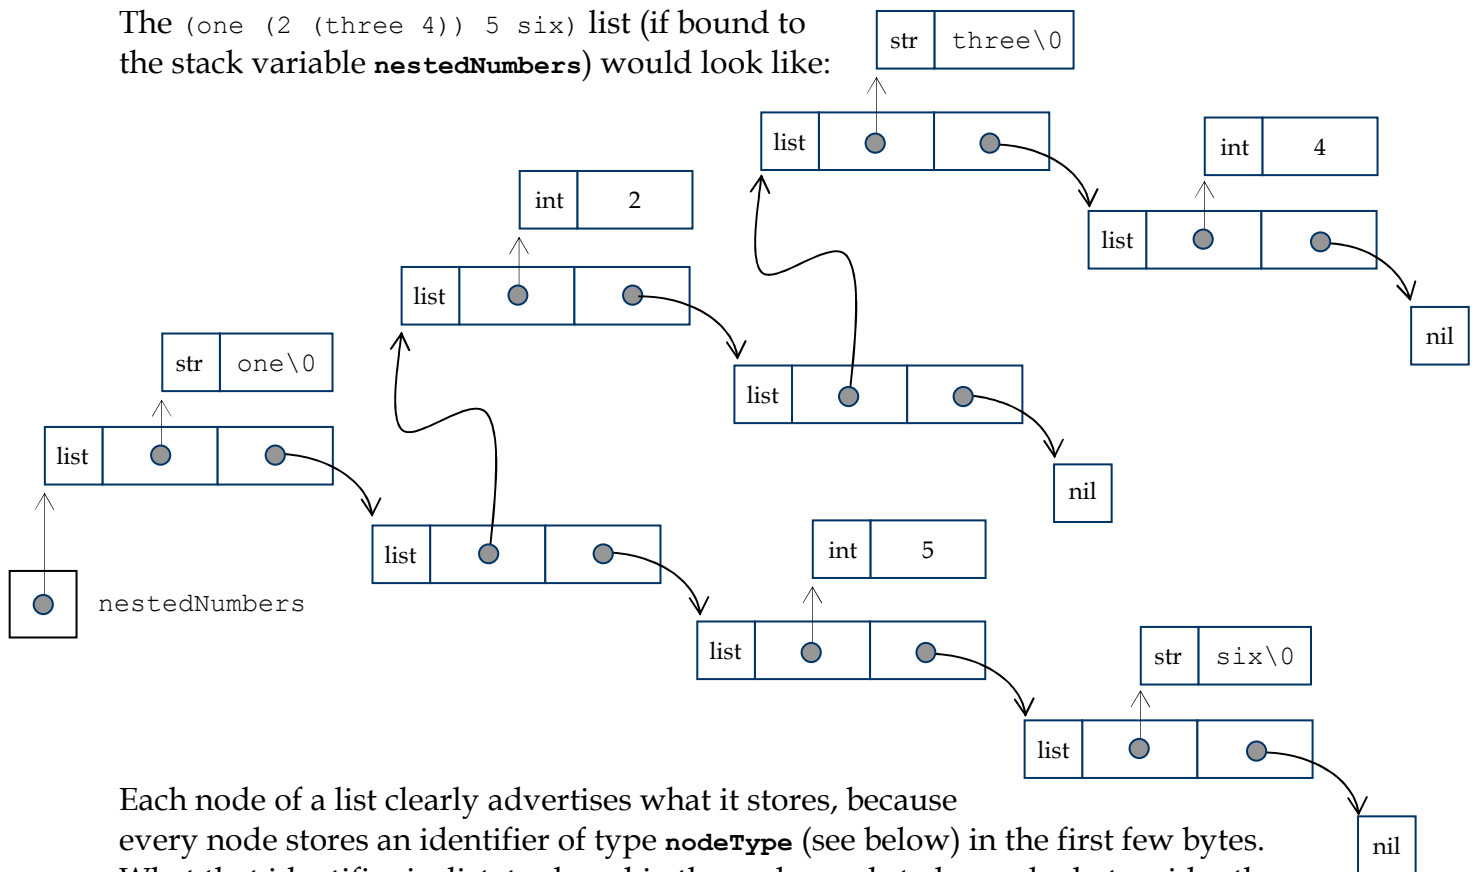 The (one (2 (three 4)) 5 six) list (if bound to
the stack variable nestedNumbers) would look like:
str three\0
list
int 4
int 2
list
list
nil
str one\0
list
list
nil
list
int 5
nestedNumbers
list
str six\0
list
Each node of a list clearly advertises what it stores, because
every node stores an identifier of type nodeType (see below) in the first few bytes.
nil